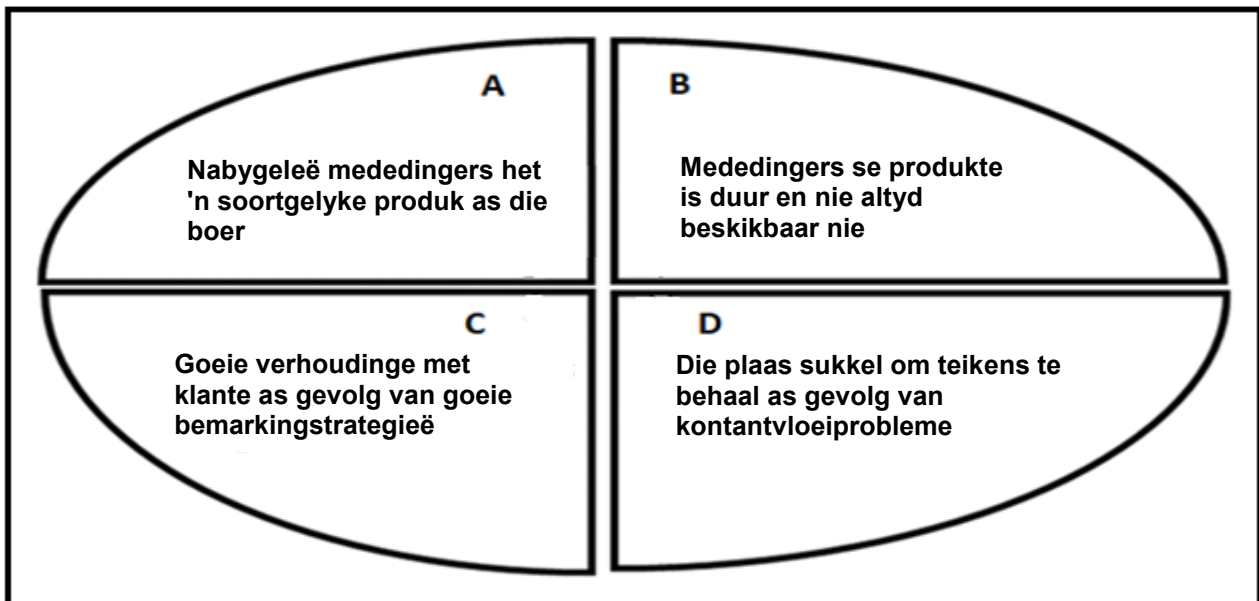 A
Nabygeleë mededingers het
'n soortgelyke produk as die
boer
B
Mededingers se produkte
is duur en nie altyd
beskikbaar nie
C
Goeie verhoudinge met
klante as gevolg van goeie
bemarkingstrategieë
D
Die plaas sukkel om teikens te
behaal as gevolg van
kontantvloeiprobleme